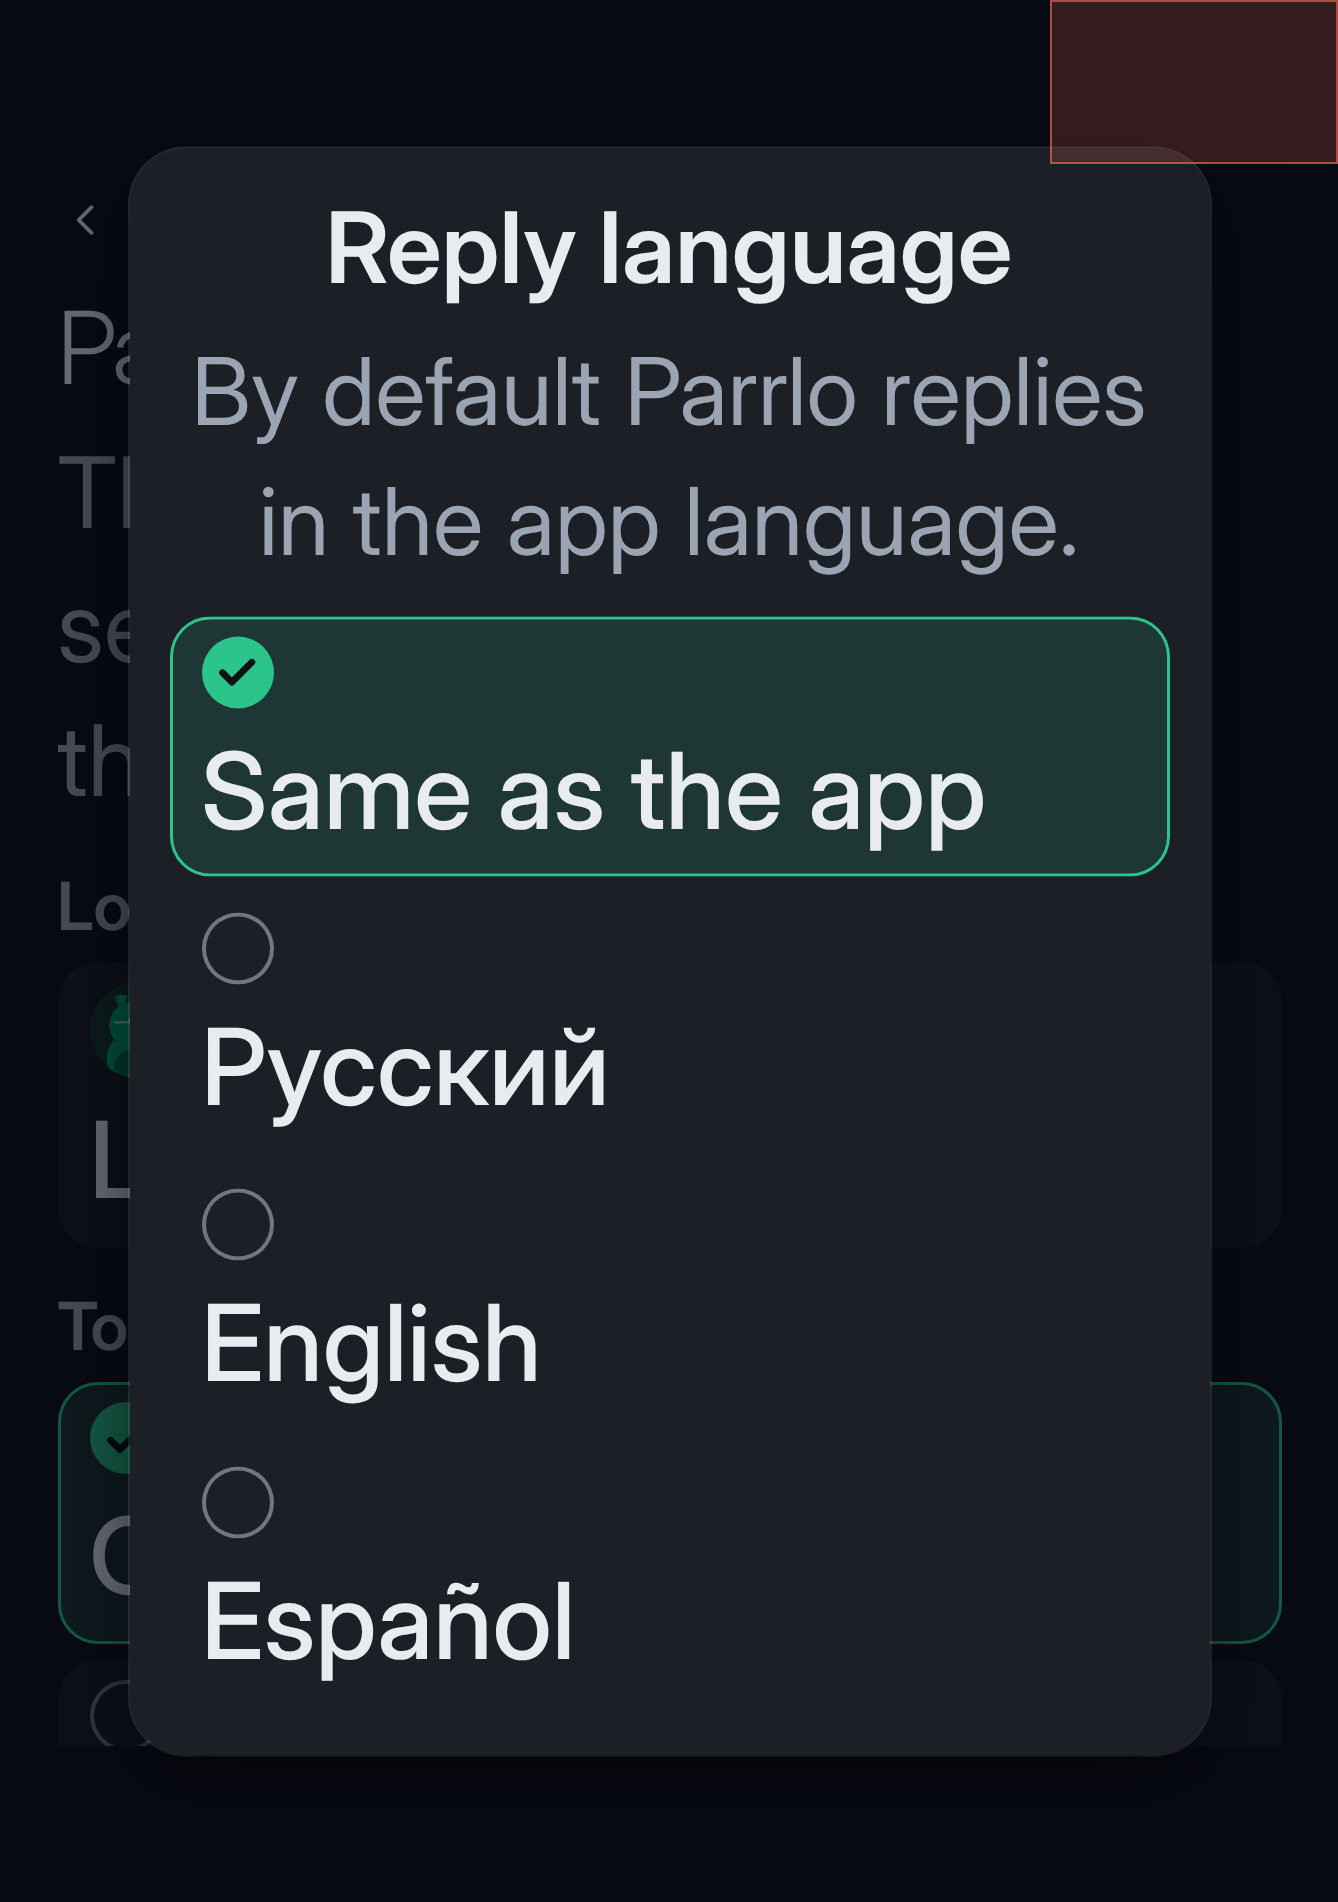 Reply language
By default Parrlo replies
in the app language.
Same as the app
Русский
English
Español